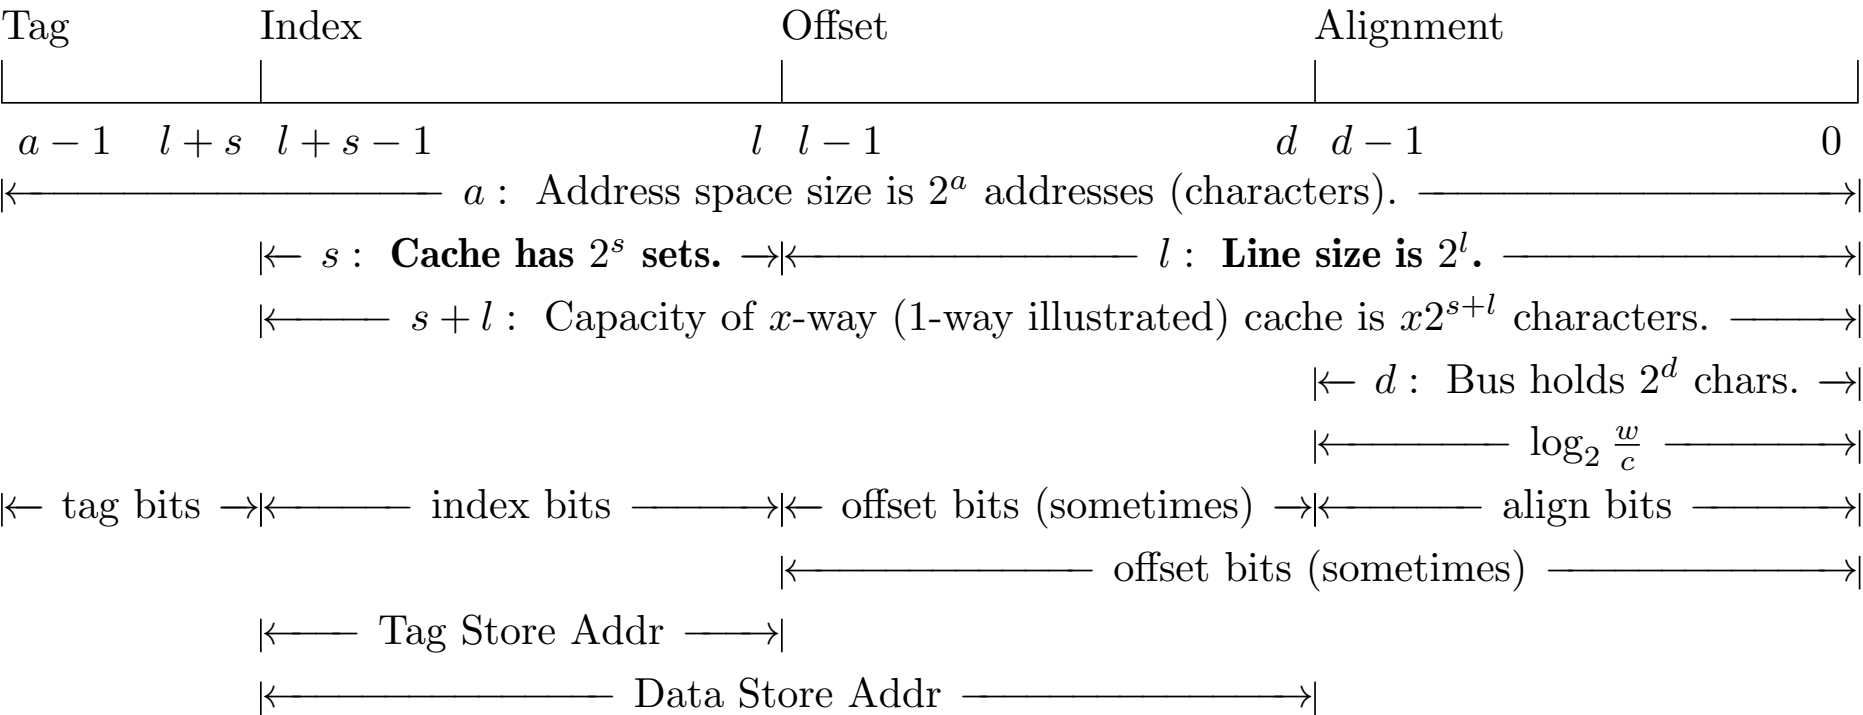 Tag Index Offset Alignment
a − 1 l + s l + s − 1 l l − 1 d d − 1 0
a : Address space size is 2^a addresses (characters).
s : Cache has 2^s sets. l : Line size is 2^l.
s + l : Capacity of x-way (1-way illustrated) cache is x2^{s+l} characters.
d : Bus holds 2^d chars.
log_2 w/c
tag bits index bits offset bits (sometimes) align bits
offset bits (sometimes)
Tag Store Addr
Data Store Addr